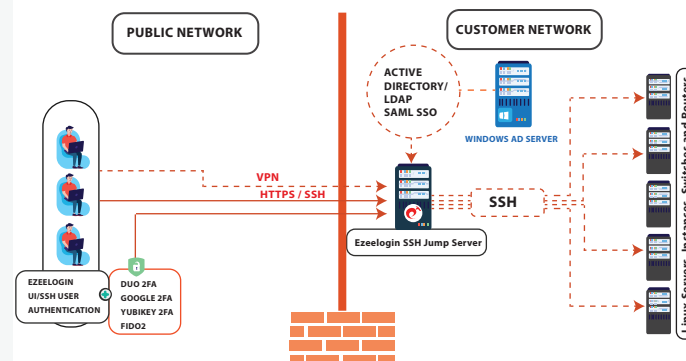 PUBLIC NETWORK
CUSTOMER NETWORK
ACTIVE
DIRECTORY/
LDAP
SAML SSO
WINDOWS AD SERVER
VPN
HTTPS / SSH
SSH
Ezeelogin SSH Jump Server
EZEELOGIN
UI/SSH USER
AUTHENTICATION
DUO 2FA
GOOGLE 2FA
YUBIKEY 2FA
FIDO2
Linux Servers, Instances, Switches and Routers